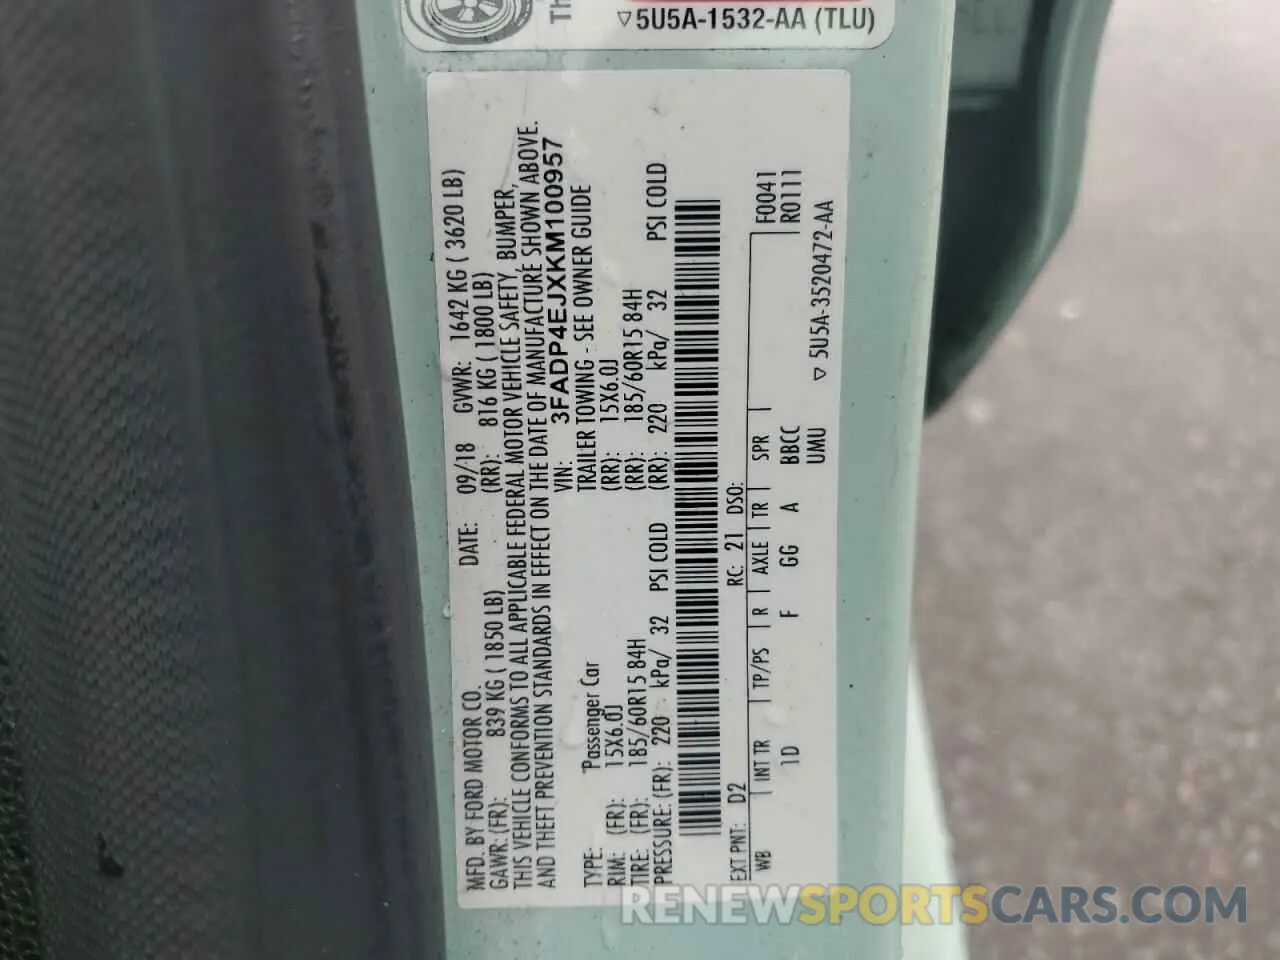 Th
▽5U5A-1532-AA (TLU)
MFD. BY FORD MOTOR CO. DATE: 09/18 GVWR: 1642 KG ( 3620 LB)
GAWR: (FR): 839 KG ( 1850 LB) (RR): 816 KG ( 1800 LB)
THIS VEHICLE CONFORMS TO ALL APPLICABLE FEDERAL MOTOR VEHICLE SAFETY, BUMPER,
AND THEFT PREVENTION STANDARDS IN EFFECT ON THE DATE OF MANUFACTURE SHOWN ABOVE.
VIN: 3FADP4EJXKM100957
TYPE: Passenger Car TRAILER TOWING - SEE OWNER GUIDE
RIM: (FR): 15X6.0J (RR): 15X6.0J
TIRE: (FR): 185/60R15 84H (RR): 185/60R15 84H
PRESSURE: (FR): 220 kPa/ 32 PSI COLD (RR): 220 kPa/ 32 PSI COLD
EXT PNT: D2 RC: 21 DSO: F0041
WB INT TR TP/PS R AXLE TR SPR R0111
1D F GG A BBCC
UMU
▽ 5U5A-3520472-AA
RENEWSPORTSCARS.COM